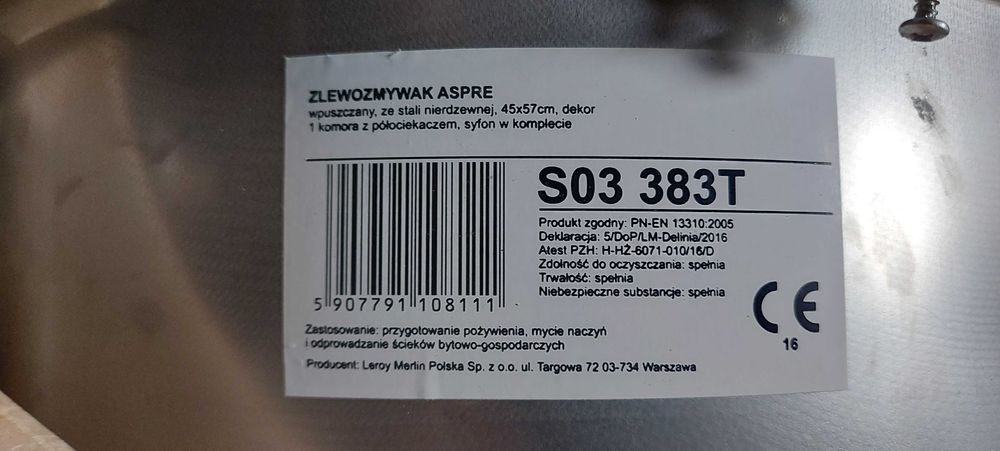 ZLEWOZMYWAK ASPRE
wpuszczany, ze stali nierdzewnej, 45x57cm, dekor
1 komora z półociekaczem, syfon w komplecie
S03 383T
Produkt zgodny: PN-EN 13310:2005
Deklaracja: 5/DoP/LM-Delinia/2016
Atest PZH: H-HŻ-6071-010/16/D
Zdolność do oczyszczania: spełnia
Trwałość: spełnia
Niebezpieczne substancje: spełnia
5 907791 108111
CE
16
Zastosowanie: przygotowanie pożywienia, mycie naczyń
i odprowadzanie ścieków bytowo-gospodarczych
Producent: Leroy Merlin Polska Sp. z o.o. ul. Targowa 72 03-734 Warszawa